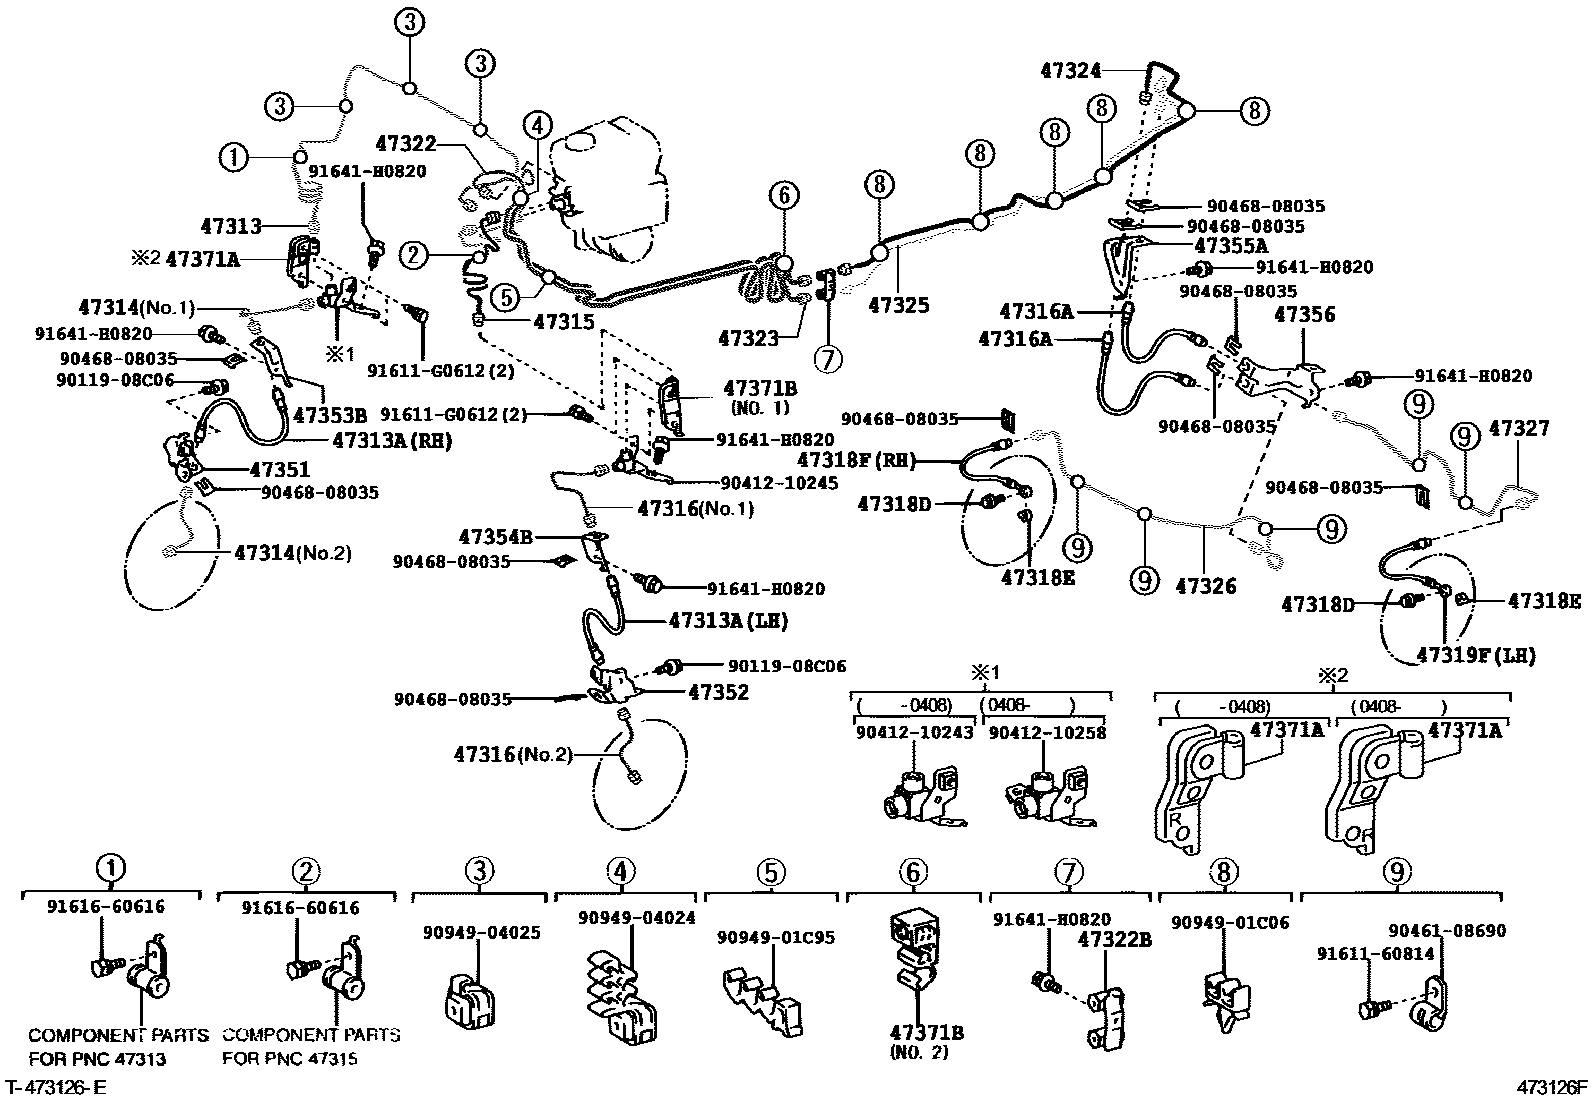 3
3
3
4
1
47322
91641-H0820
47313
※2 47371A
2
5
6
47314(No.1)
91641-H0820
90468-08035
90119-08C06
※1
91611-G0612(2)
47315
47323
7
47353B
91611-G0612(2)
47371B
(NO. 1)
47313A(RH)
91641-H0820
47351
90468-08035
90412-10245
47316(No.1)
47314(No.2)
47354B
90468-08035
91641-H0820
47313A(LH)
90119-08C06
47352
90468-08035
47316(No.2)
47324
8
8
8
8
8
90468-08035
90468-08035
47355A
91641-H0820
90468-08035
47325
47316A
47316A
47356
91641-H0820
90468-08035
90468-08035
9
9
47327
47318F(RH)
47318D
90468-08035
9
9
9
47318E
47326
47318D
47318E
47319F(LH)
※1
( -0408)
(0408- )
90412-10243
90412-10258
※2
( -0408)
(0408- )
47371A
47371A
R
O
O
R
1
2
3
4
5
6
7
8
9
91616-60616
91616-60616
90949-04025
90949-04024
90949-01C95
91641-H0820
47322B
90949-01C06
90461-08690
91611-60814
47371B
(NO. 2)
COMPONENT PARTS
FOR PNC 47313
COMPONENT PARTS
FOR PNC 47315
T-473126-E
473126F